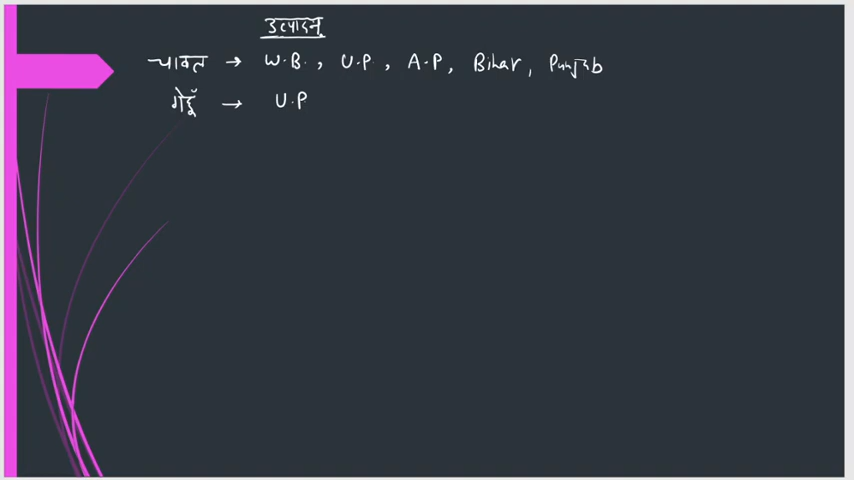 उत्पादन
चावल → W.B., U.P, A.P, Bihar, Punjab
गेहूँ → U.P